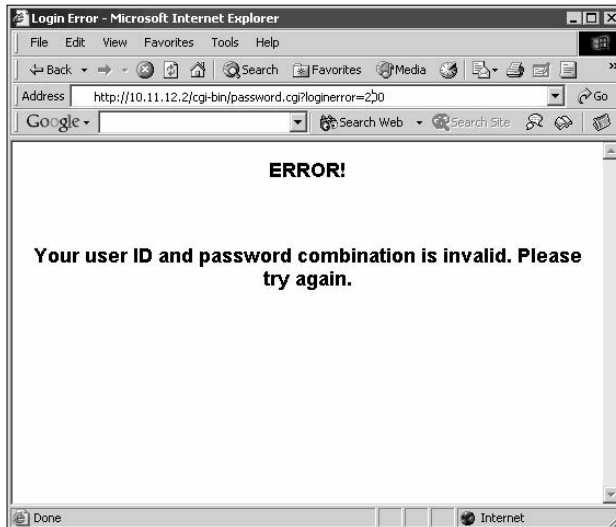 Login Error - Microsoft Internet Explorer
File Edit View Favorites Tools Help
Back Search Favorites Media »
Address http://10.11.12.2/cgi-bin/password.cgi?loginerror=200 Go
Google Search Web Search Site
ERROR!
Your user ID and password combination is invalid. Please
try again.
Done Internet